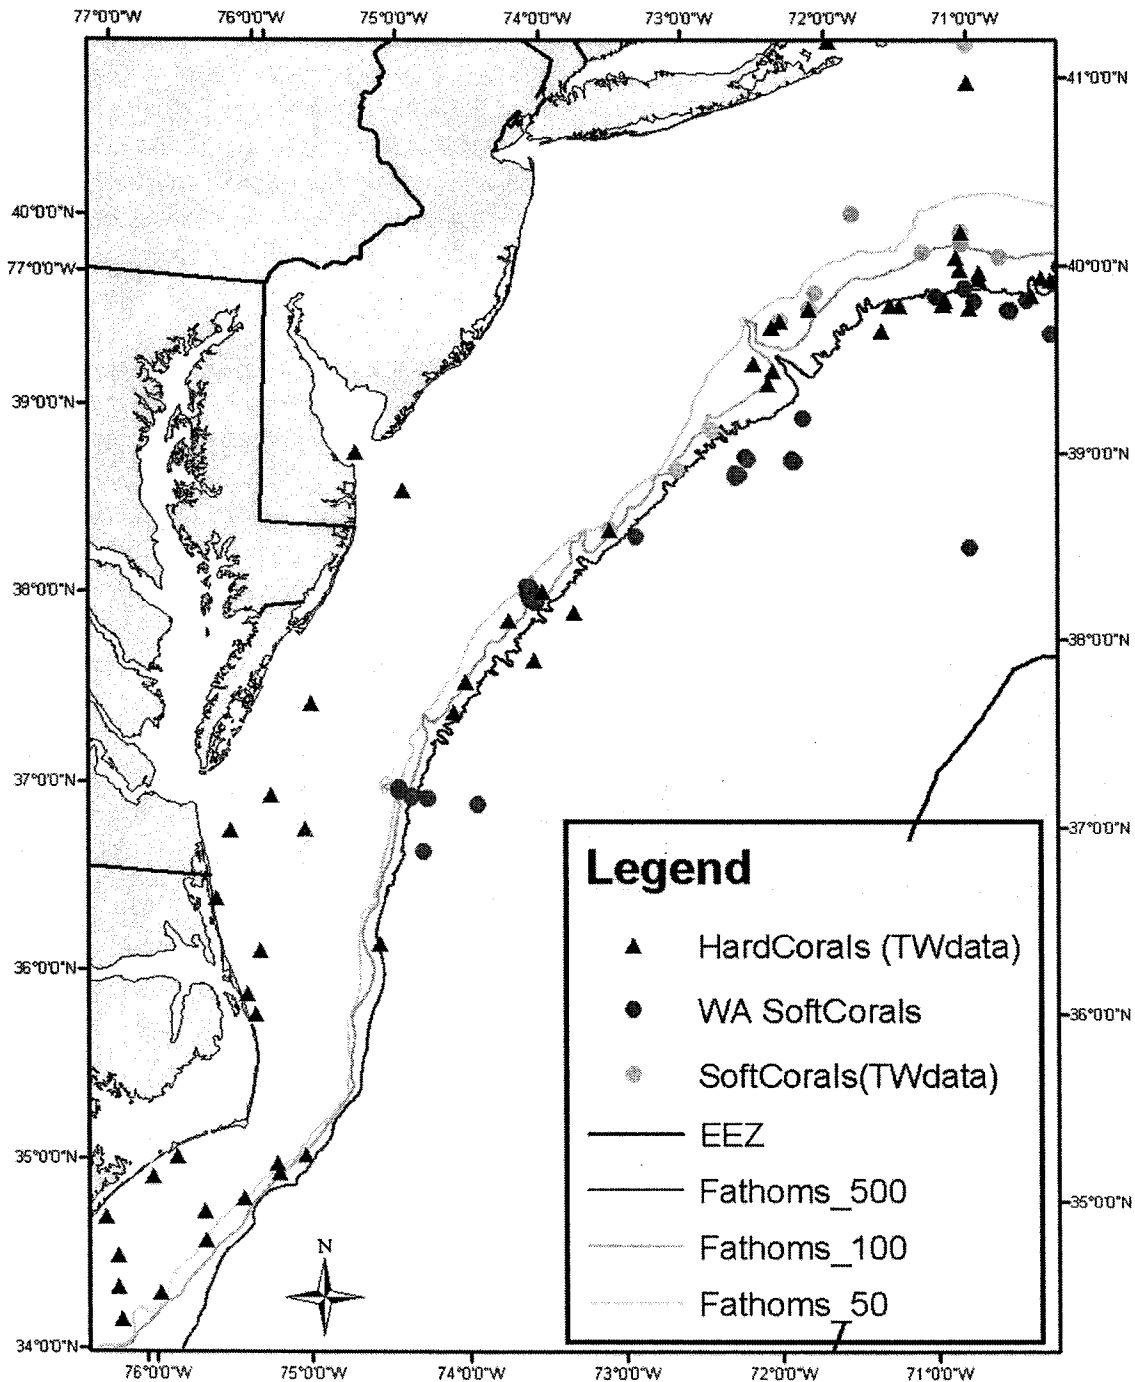 77°0'0"W 76°0'0"W 75°0'0"W 74°0'0"W 73°0'0"W 72°0'0"W 71°0'0"W
41°0'0"N
40°0'0"N
77°0'0"W
40°0'0"N
39°0'0"N
39°0'0"N
38°0'0"N
38°0'0"N
37°0'0"N
37°0'0"N
Legend
HardCorals (TWdata)
36°0'0"N
WA SoftCorals
36°0'0"N
SoftCorals(TWdata)
EEZ
35°0'0"N
Fathoms_500
35°0'0"N
Fathoms_100
N
Fathoms_50
34°0'0"N
76°0'0"W 75°0'0"W 74°0'0"W 73°0'0"W 72°0'0"W 71°0'0"W